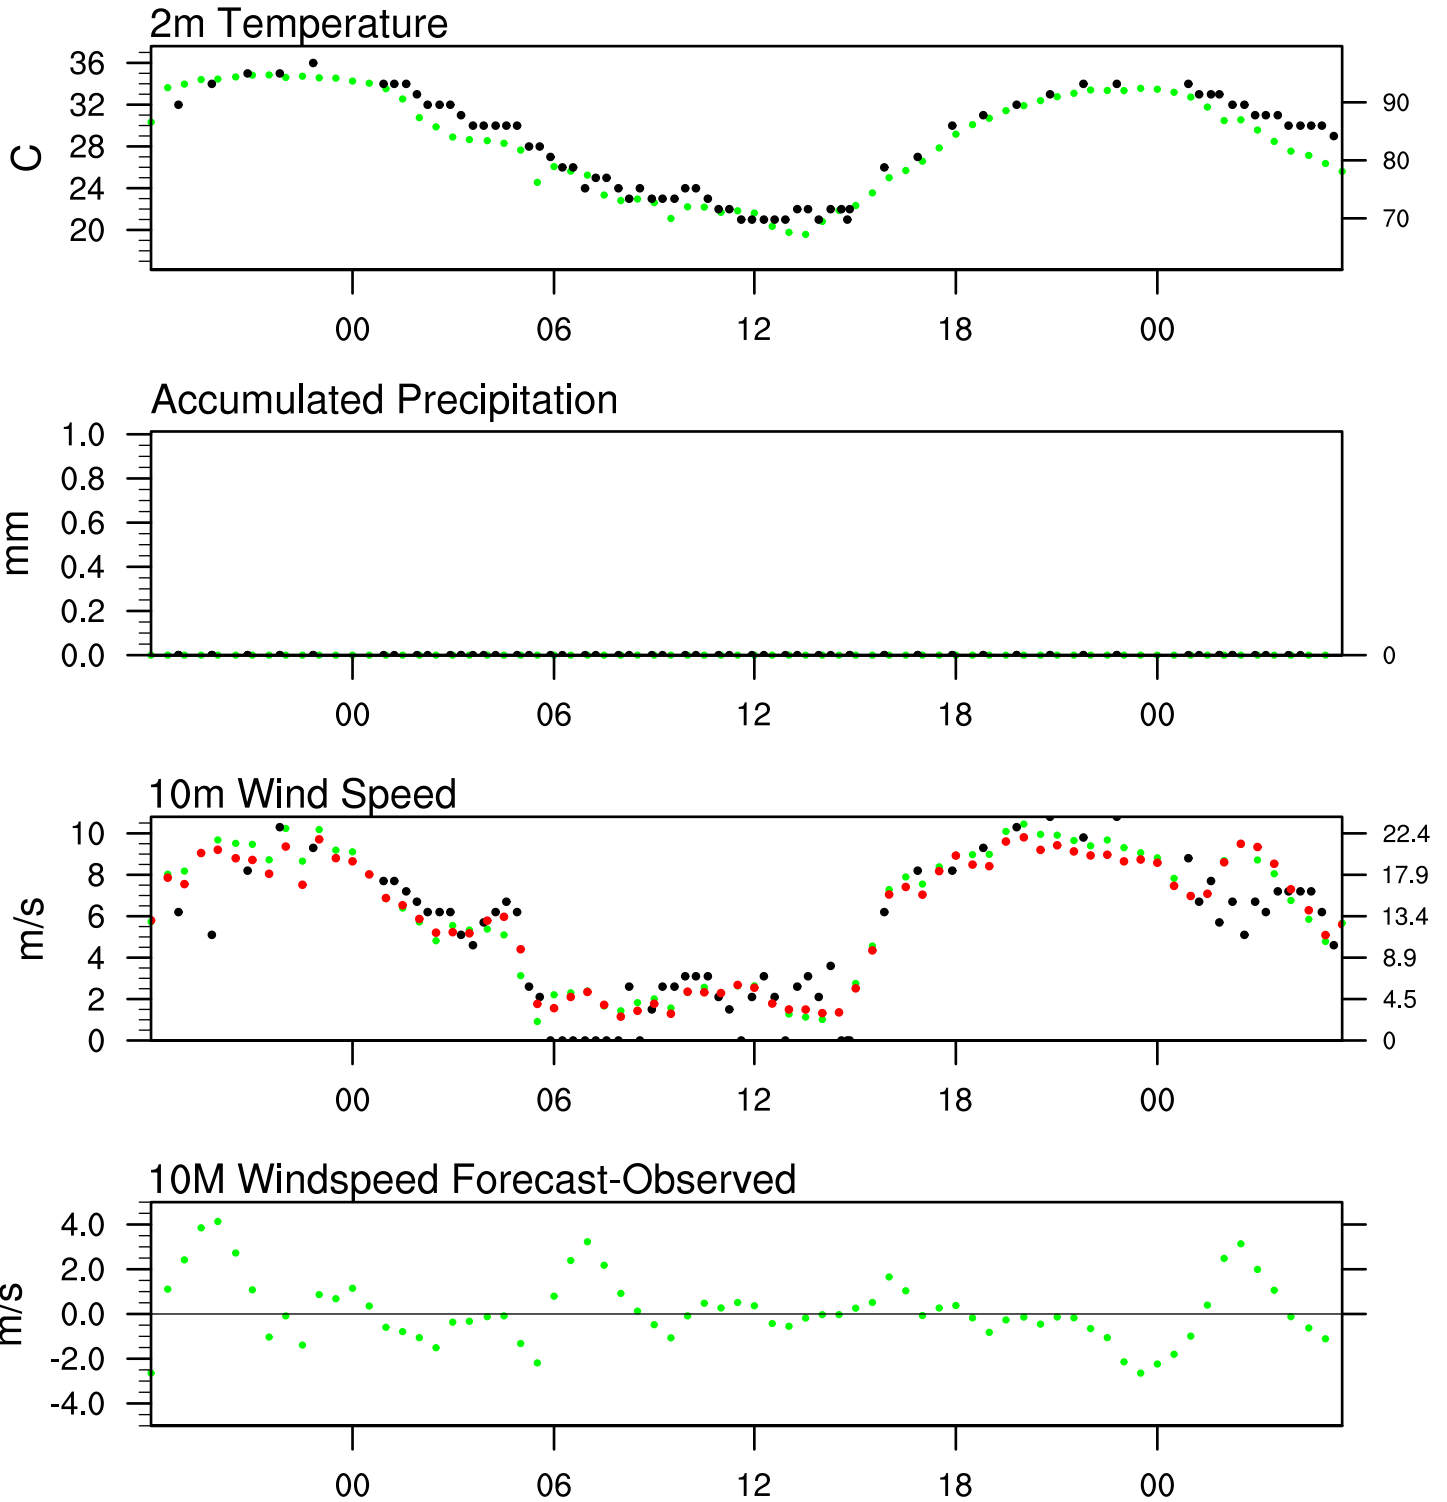 2m Temperature
36
32
28
24
20
C
90
80
70
00 06 12 18 00
Accumulated Precipitation
1.0
0.8
0.6
0.4
0.2
0.0
mm
0
00 06 12 18 00
10m Wind Speed
10
8
6
4
2
0
m/s
22.4
17.9
13.4
8.9
4.5
0
00 06 12 18 00
10M Windspeed Forecast-Observed
4.0
2.0
0.0
-2.0
-4.0
m/s
00 06 12 18 00